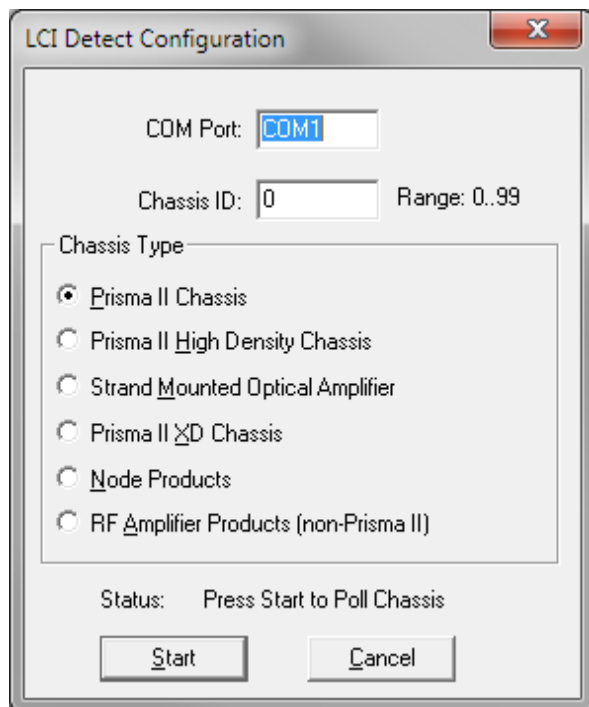 LCI Detect Configuration
COM Port: COM1
Chassis ID: 0 Range: 0..99
Chassis Type
Prisma II Chassis
Prisma II High Density Chassis
Strand Mounted Optical Amplifier
Prisma II XD Chassis
Node Products
RF Amplifier Products (non-Prisma II)
Status: Press Start to Poll Chassis
Start Cancel